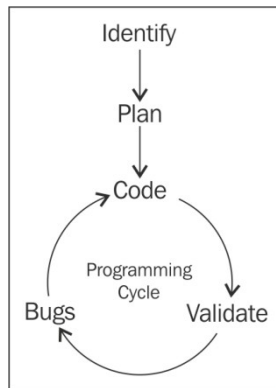 Identify
Plan
Code
Programming
Cycle
Bugs
Validate